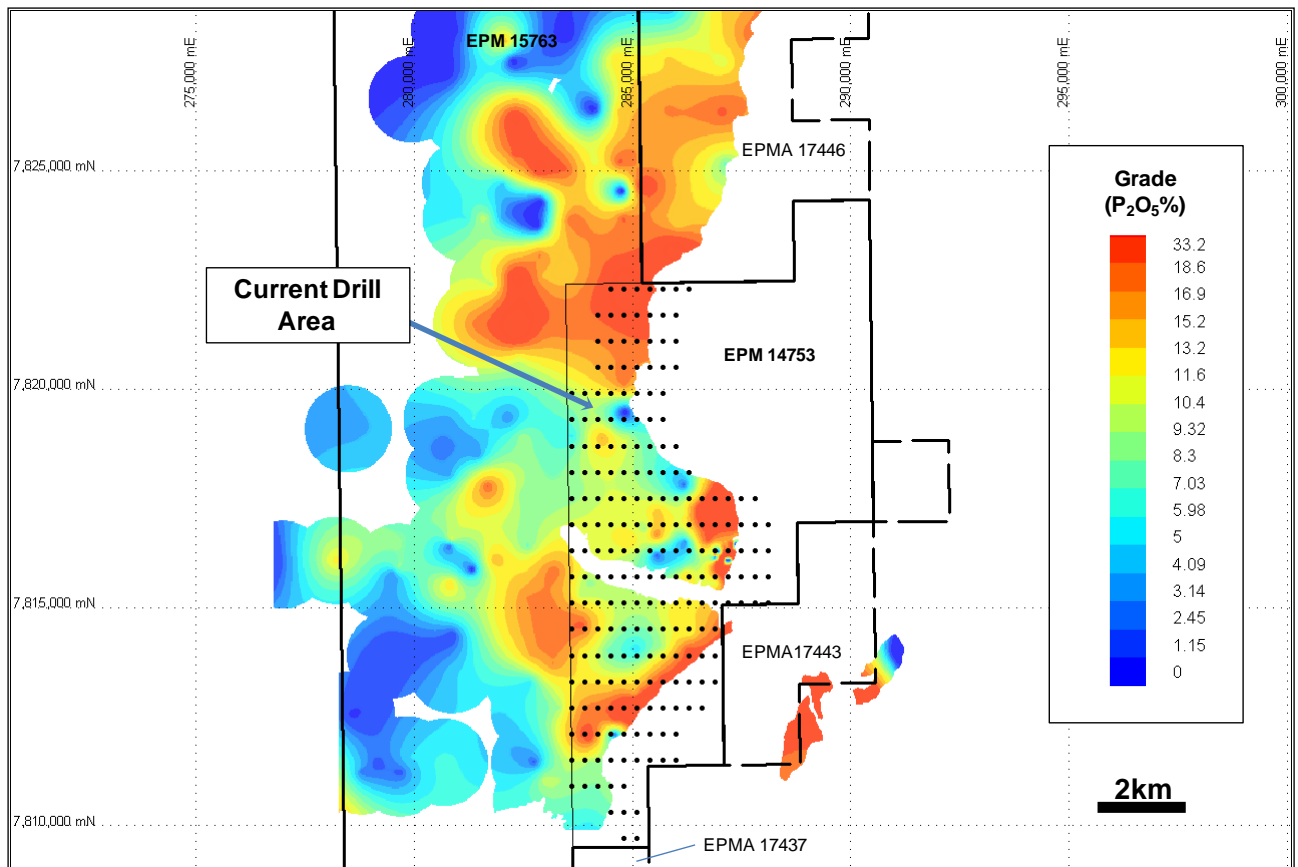 EPM 15763
275,000 mE
280,000 mE
285,000 mE
290,000 mE
295,000 mE
300,000 mE
EPMA 17446
7,825,000 mN
Grade
(P₂O₅%)
33.2
18.6
16.9
15.2
13.2
11.6
10.4
9.32
8.3
7.03
5.98
5
4.09
3.14
2.45
1.15
0
Current Drill
Area
EPM 14753
7,820,000 mN
7,815,000 mN
EPMA17443
2km
7,810,000 mN
EPMA 17437